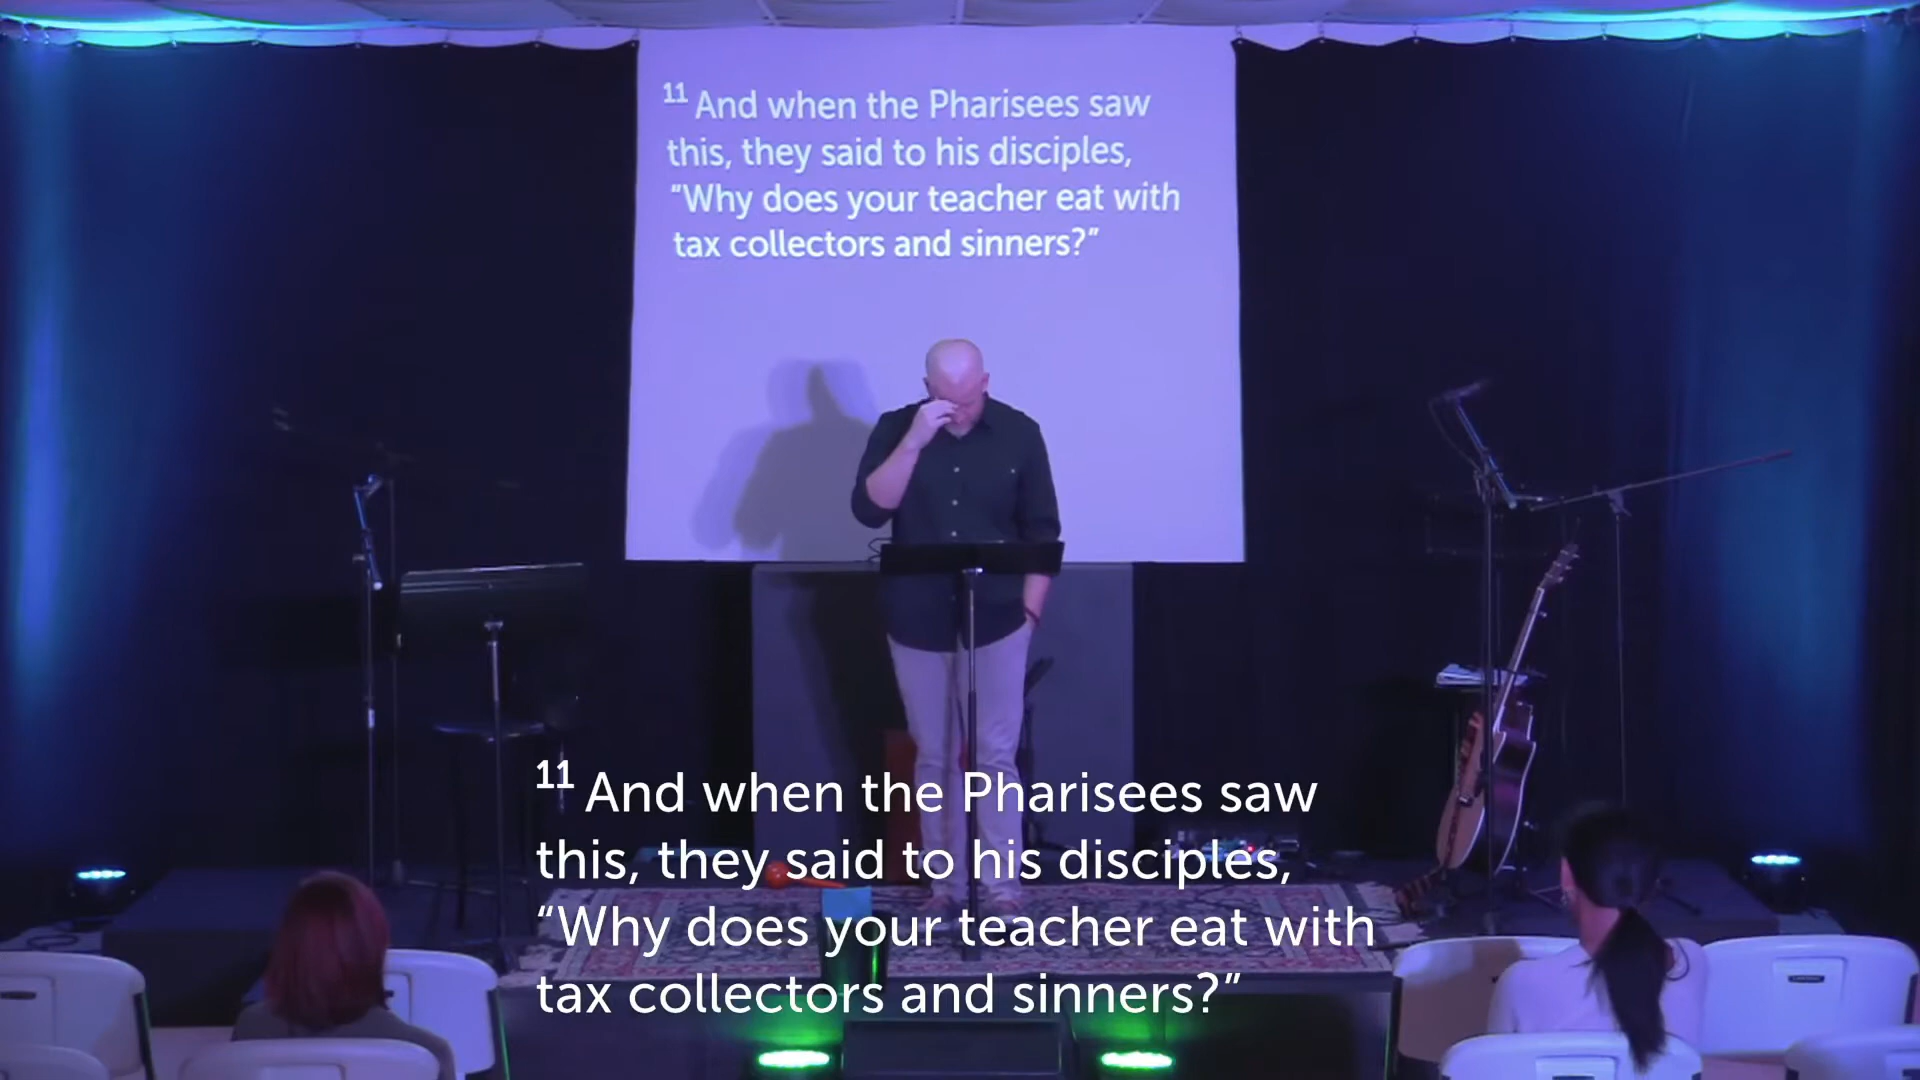 11 And when the Pharisees saw
this, they said to his disciples,
“Why does your teacher eat with
tax collectors and sinners?”
11 And when the Pharisees saw
this, they said to his disciples,
“Why does your teacher eat with
tax collectors and sinners?”